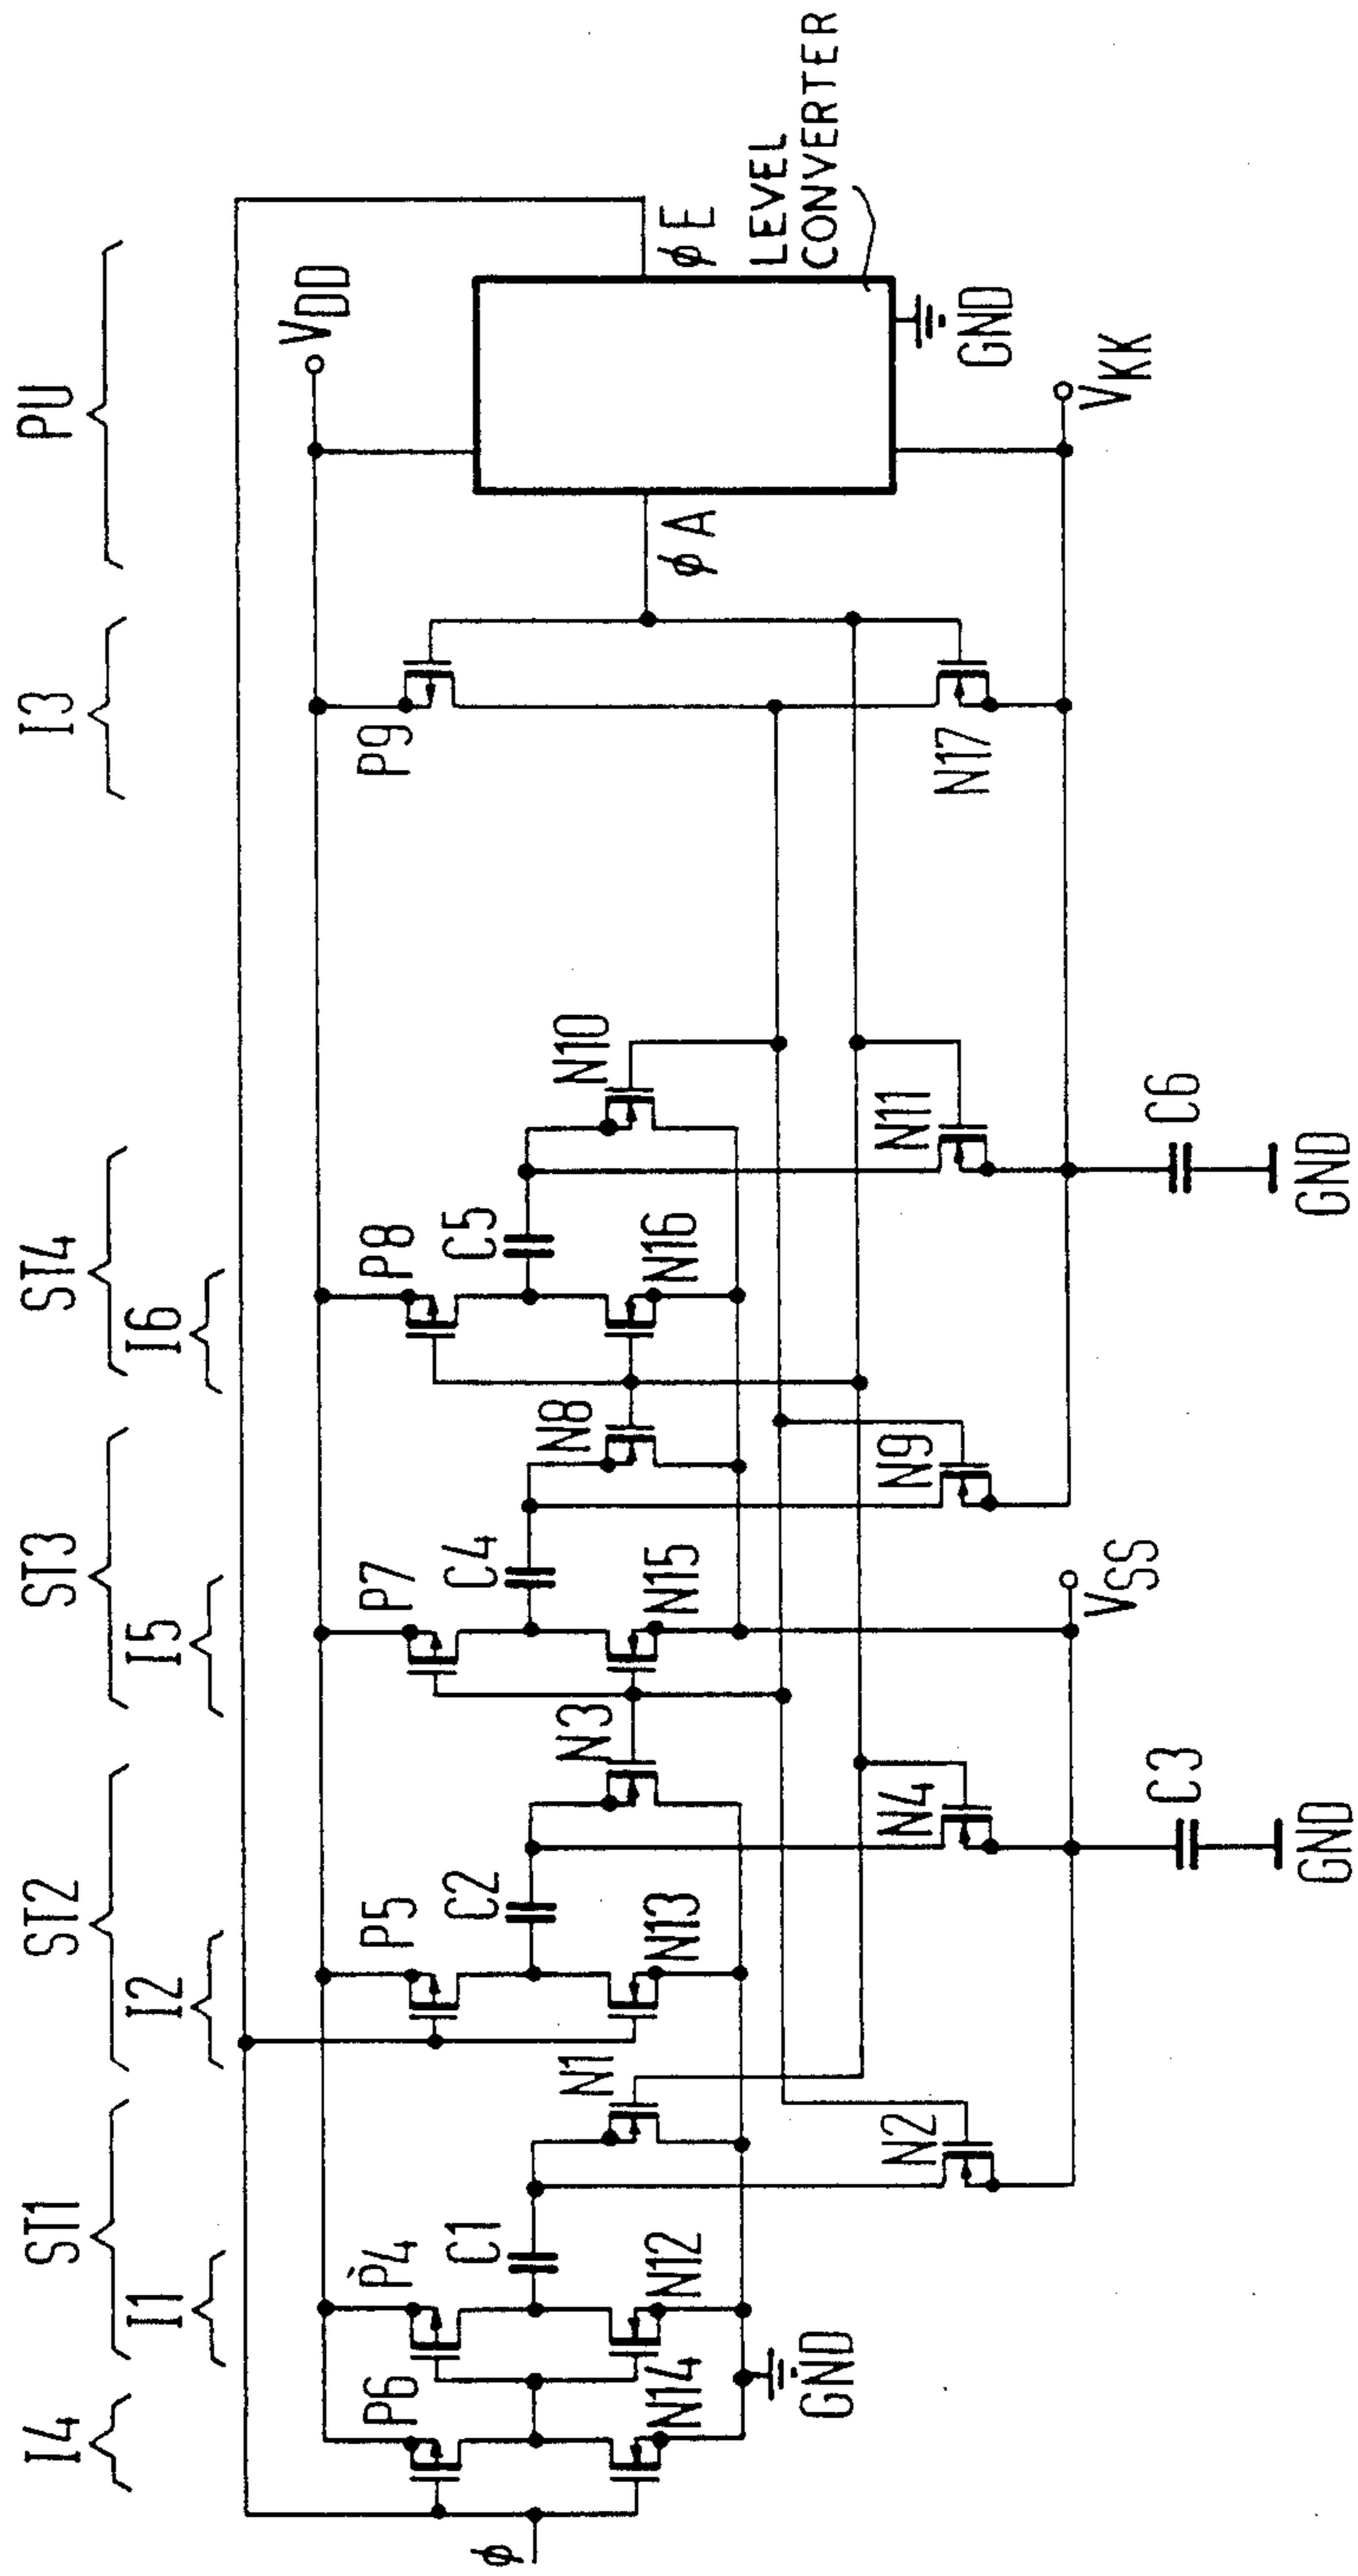 PU
I3
ST4
I6
ST3
I5
ST2
I2
ST1
I1
I4
VDD
ϕE
LEVEL
CONVERTER
GND
VKK
ϕA
P9
N17
N10
N11
C6
GND
P8
C5
N16
N8
N9
P7
C4
N15
VSS
N3
N4
C3
GND
P5
C2
N13
N1
N2
P4
C1
N12
P6
N14
GND
ϕ